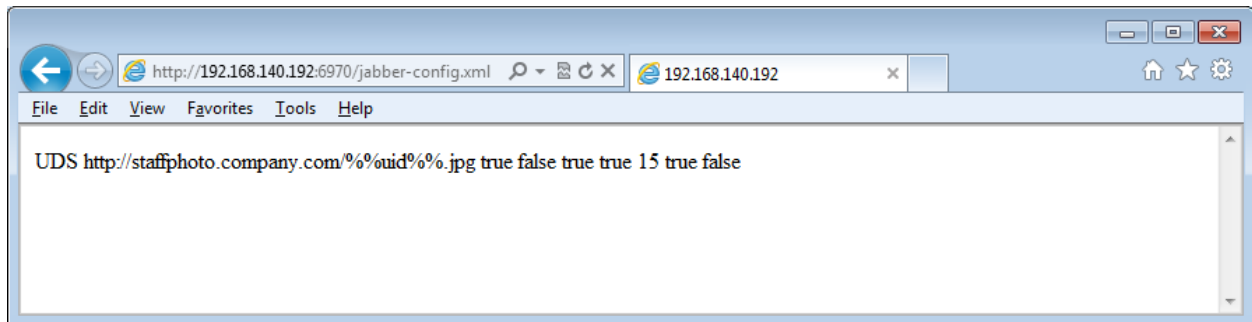 http://192.168.140.192:6970/jabber-config.xml
192.168.140.192
File Edit View Favorites Tools Help
UDS http://staffphoto.company.com/%%uid%%.jpg true false true true 15 true false